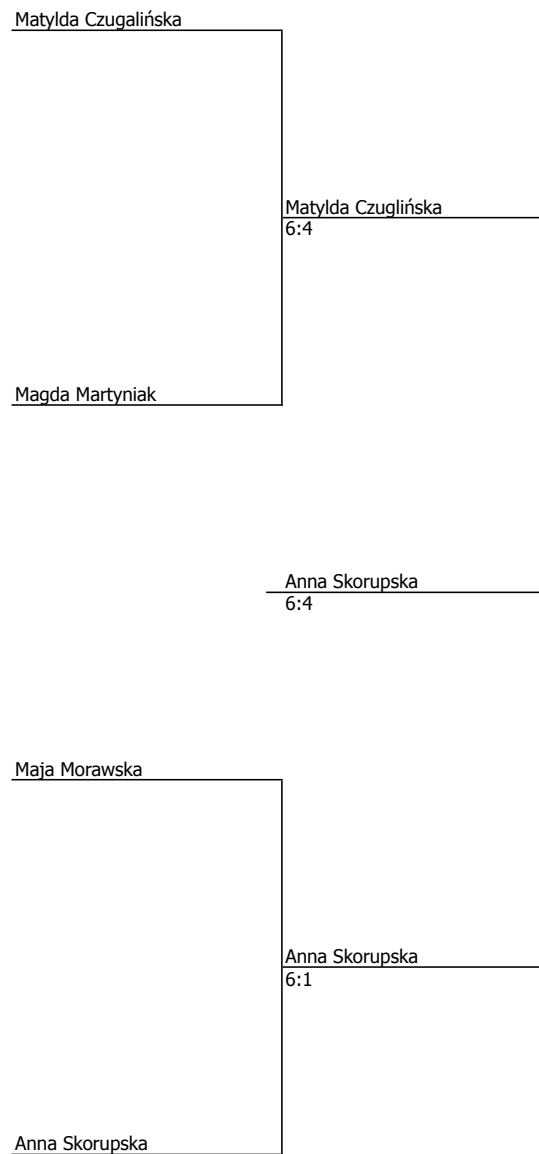 Matylda Czugalińska
Matylda Czuglińska
6:4
Magda Martyniak
Anna Skorupska
6:4
Maja Morawska
Anna Skorupska
6:1
Anna Skorupska